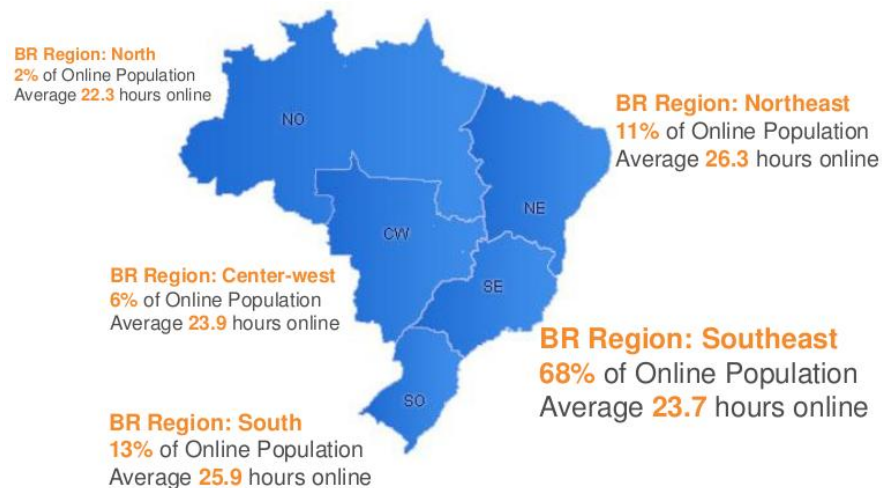 BR Region: North
2% of Online Population
Average 22.3 hours online
NO
BR Region: Northeast
11% of Online Population
Average 26.3 hours online
NE
CW
BR Region: Center-west
6% of Online Population
Average 23.9 hours online
SE
BR Region: Southeast
68% of Online Population
Average 23.7 hours online
SO
BR Region: South
13% of Online Population
Average 25.9 hours online